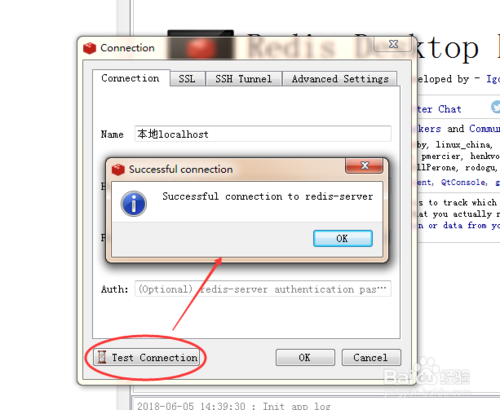 Redis Desktop
Connection
Connection SSL SSH Tunnel Advanced Settings
eloped by - Igo
ter Chat
kers and Commun
by, linux_china,
pmercier, henkvo
llPerone, rodogu,
ent, QtConsole, g
s to track which
at you actually r
on or data from yo
Name 本地localhost
Successful connection
Successful connection to redis-server
OK
Auth: (Optional) redis-server authentication pas...
Test Connection
OK Cancel
Baidu 经验
2018-06-05 14:39:30 : Init app log